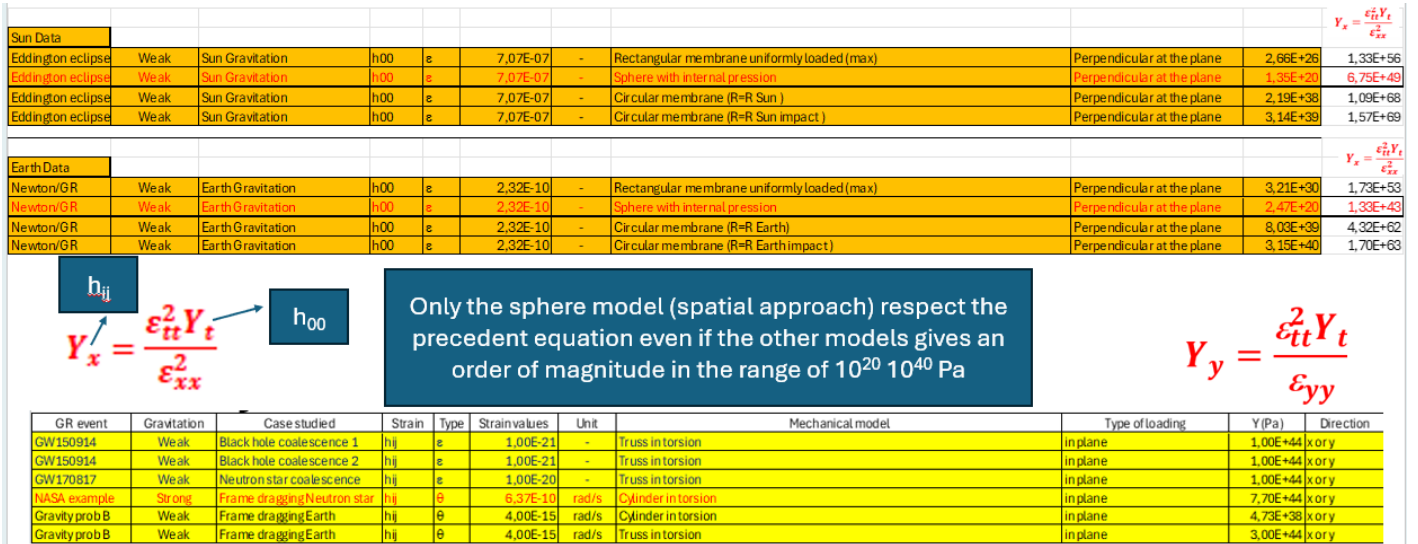 Yx = ε²tt Yt / ε²xx
Sun Data
Eddington eclipse Weak Sun Gravitation h00 ε 7,07E-07 - Rectangular membrane uniformly loaded (max) Perpendicular at the plane 2,66E+26 1,33E+56
Eddington eclipse Weak Sun Gravitation h00 ε 7,07E-07 - Sphere with internal pression Perpendicular at the plane 1,35E+20 6,75E+49
Eddington eclipse Weak Sun Gravitation h00 ε 7,07E-07 - Circular membrane (R=R Sun ) Perpendicular at the plane 2,19E+38 1,09E+68
Eddington eclipse Weak Sun Gravitation h00 ε 7,07E-07 - Circular membrane (R=R Sun impact ) Perpendicular at the plane 3,14E+39 1,57E+69
Yx = ε²tt Yt / ε²xx
Earth Data
Newton/GR Weak Earth Gravitation h00 ε 2,32E-10 - Rectangular membrane uniformly loaded (max) Perpendicular at the plane 3,21E+30 1,73E+53
Newton/GR Weak Earth Gravitation h00 ε 2,32E-10 - Sphere with internal pression Perpendicular at the plane 2,47E+20 1,33E+43
Newton/GR Weak Earth Gravitation h00 ε 2,32E-10 - Circular membrane (R=R Earth) Perpendicular at the plane 8,03E+39 4,32E+62
Newton/GR Weak Earth Gravitation h00 ε 2,32E-10 - Circular membrane (R=R Earth impact ) Perpendicular at the plane 3,15E+40 1,70E+63
hij
h00
Yx = ε²tt Yt / ε²xx
Only the sphere model (spatial approach) respect the
precedent equation even if the other models gives an
order of magnitude in the range of 10²⁰ 10⁴⁰ Pa
Yy = ε²tt Yt / εyy
GR event Gravitation Case studied Strain Type Strain values Unit Mechanical model Type of loading Y (Pa) Direction
GW150914 Weak Black hole coalescence 1 hij ε 1,00E-21 - Truss in torsion in plane 1,00E+44 x or y
GW150914 Weak Black hole coalescence 2 hij ε 1,00E-21 - Truss in torsion in plane 1,00E+44 x or y
GW170817 Weak Neutron star coalescence hij ε 1,00E-20 - Truss in torsion in plane 1,00E+44 x or y
NASA example Strong Frame dragging Neutron star hij θ 6,37E-10 rad/s Cylinder in torsion in plane 7,70E+44 x or y
Gravity prob B Weak Frame dragging Earth hij θ 4,00E-15 rad/s Cylinder in torsion in plane 4,73E+38 x or y
Gravity prob B Weak Frame dragging Earth hij θ 4,00E-15 rad/s Truss in torsion in plane 3,00E+44 x or y